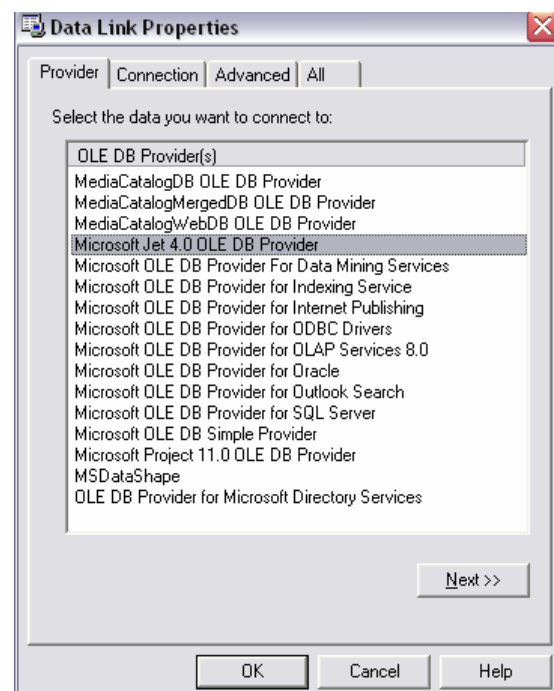 Data Link Properties
Provider Connection Advanced All
Select the data you want to connect to:
OLE DB Provider(s)
MediaCatalogDB OLE DB Provider
MediaCatalogMergedDB OLE DB Provider
MediaCatalogWebDB OLE DB Provider
Microsoft Jet 4.0 OLE DB Provider
Microsoft OLE DB Provider For Data Mining Services
Microsoft OLE DB Provider for Indexing Service
Microsoft OLE DB Provider for Internet Publishing
Microsoft OLE DB Provider for ODBC Drivers
Microsoft OLE DB Provider for OLAP Services 8.0
Microsoft OLE DB Provider for Oracle
Microsoft OLE DB Provider for Outlook Search
Microsoft OLE DB Provider for SQL Server
Microsoft OLE DB Simple Provider
Microsoft Project 11.0 OLE DB Provider
MSDataShape
OLE DB Provider for Microsoft Directory Services
Next >>
OK Cancel Help